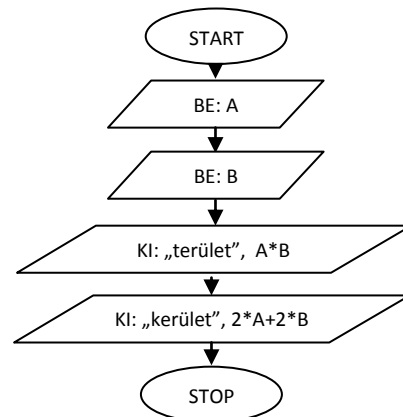 START
BE: A
BE: B
KI: „terület”, A*B
KI: „kerület”, 2*A+2*B
STOP